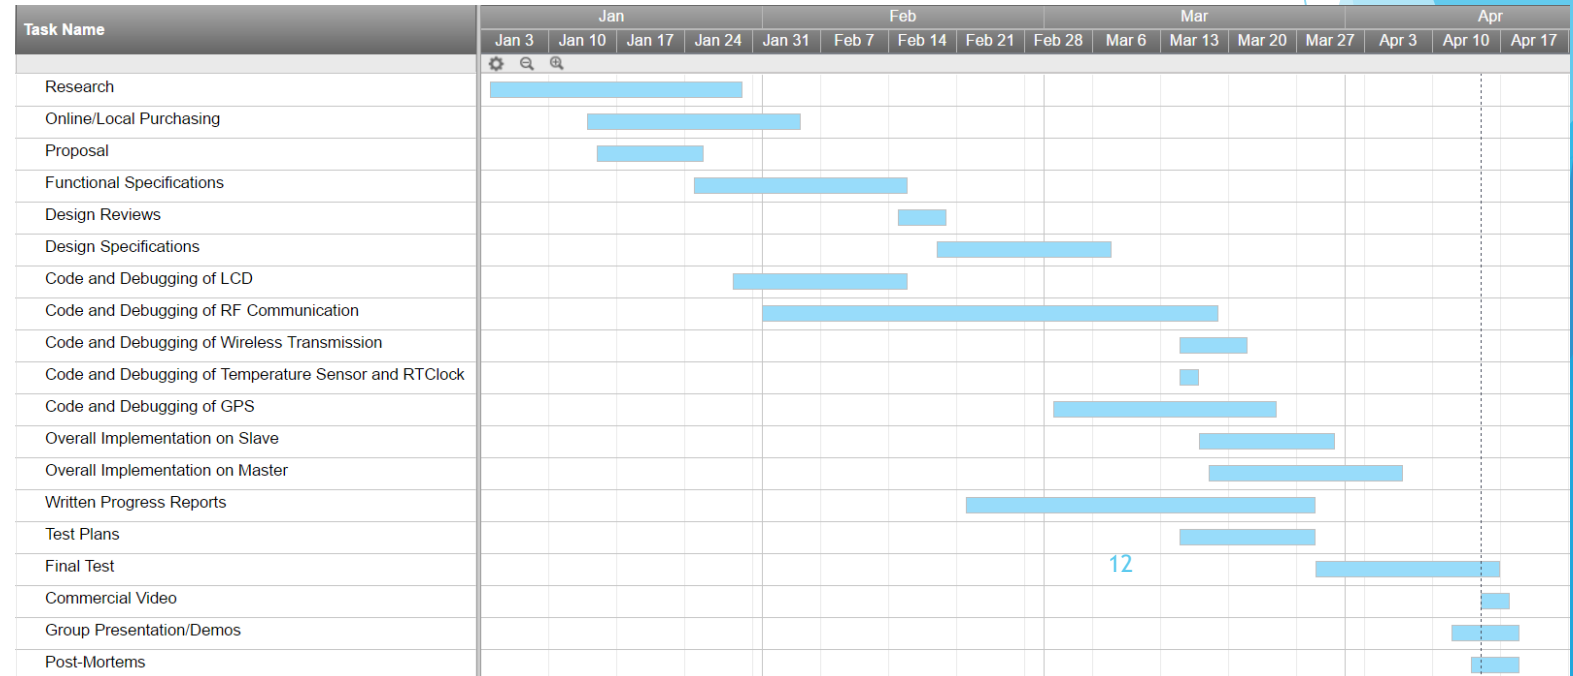 Task Name
Jan Feb Mar Apr
Jan 3 Jan 10 Jan 17 Jan 24 Jan 31 Feb 7 Feb 14 Feb 21 Feb 28 Mar 6 Mar 13 Mar 20 Mar 27 Apr 3 Apr 10 Apr 17
Research
Online/Local Purchasing
Proposal
Functional Specifications
Design Reviews
Design Specifications
Code and Debugging of LCD
Code and Debugging of RF Communication
Code and Debugging of Wireless Transmission
Code and Debugging of Temperature Sensor and RTClock
Code and Debugging of GPS
Overall Implementation on Slave
Overall Implementation on Master
Written Progress Reports
Test Plans
Final Test
12
Commercial Video
Group Presentation/Demos
Post-Mortems